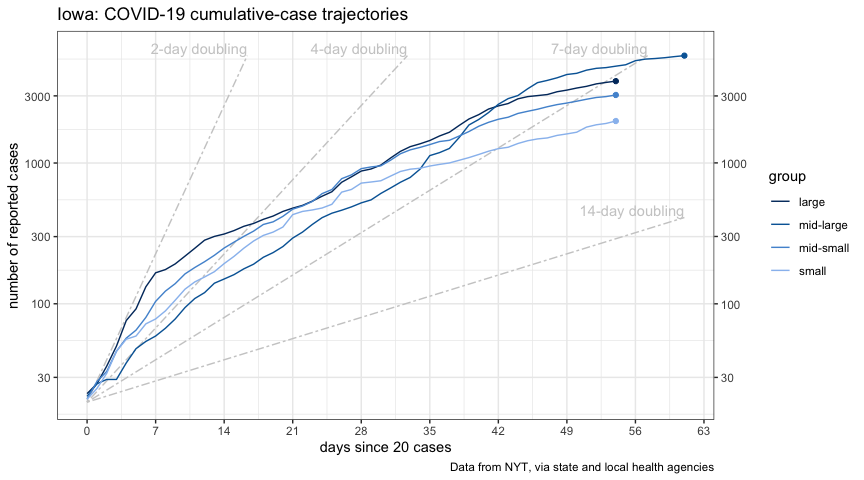 Iowa: COVID-19 cumulative-case trajectories
2-day doubling 4-day doubling 7-day doubling
14-day doubling
3000
1000
300
100
30
3000
1000
300
100
30
number of reported cases
0 7 14 21 28 35 42 49 56 63
days since 20 cases
Data from NYT, via state and local health agencies
group
large
mid-large
mid-small
small